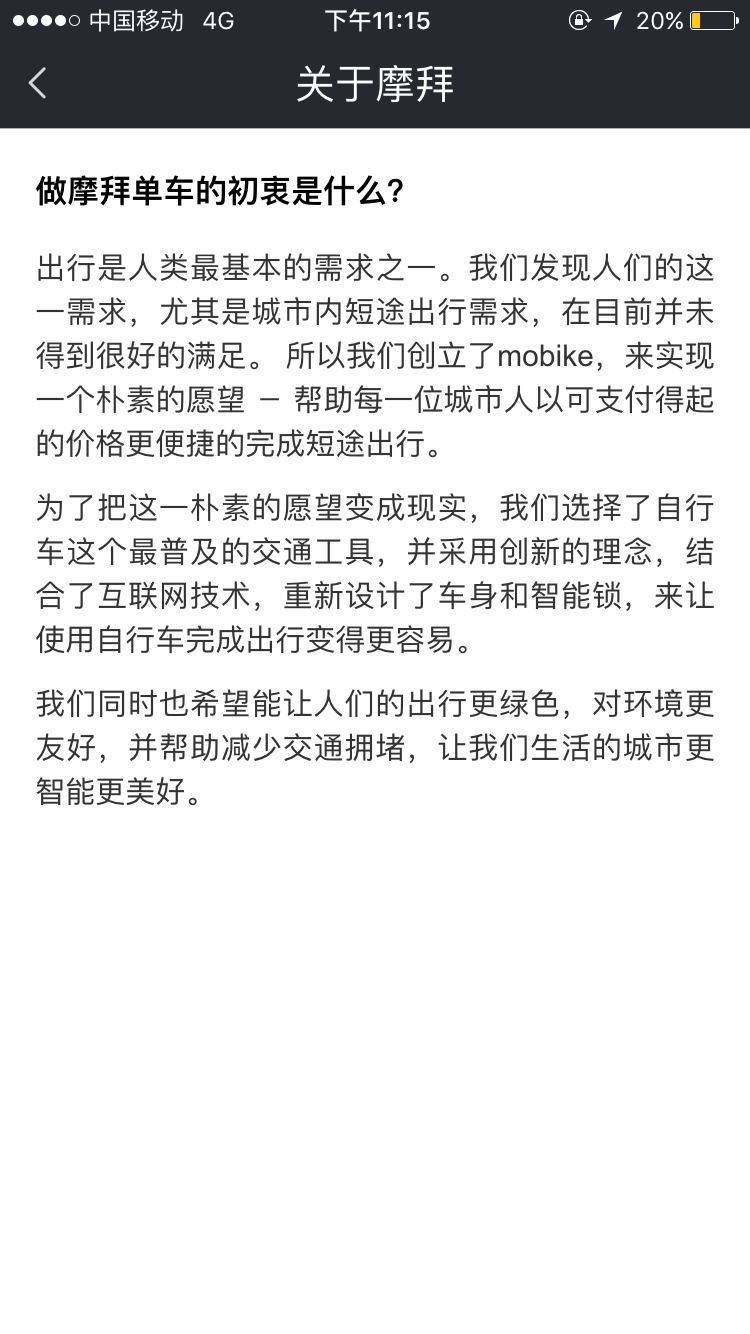 中国移动 4G 下午11:15 20%
关于摩拜
做摩拜单车的初衷是什么?
出行是人类最基本的需求之一。我们发现人们的这
一需求，尤其是城市内短途出行需求，在目前并未
得到很好的满足。 所以我们创立了mobike，来实现
一个朴素的愿望 － 帮助每一位城市人以可支付得起
的价格更便捷的完成短途出行。
为了把这一朴素的愿望变成现实，我们选择了自行
车这个最普及的交通工具，并采用创新的理念，结
合了互联网技术，重新设计了车身和智能锁，来让
使用自行车完成出行变得更容易。
我们同时也希望能让人们的出行更绿色，对环境更
友好，并帮助减少交通拥堵，让我们生活的城市更
智能更美好。